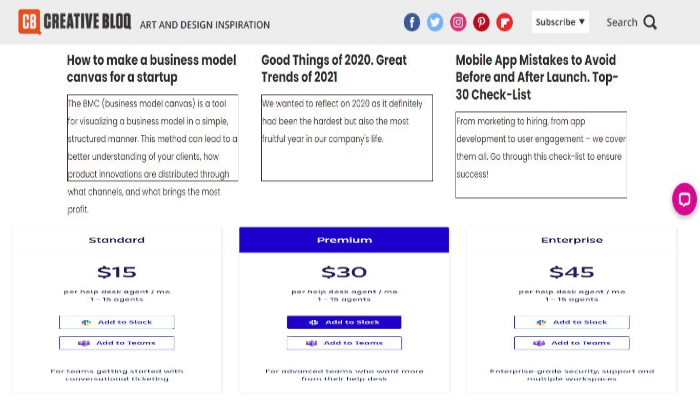 CB CREATIVE BLOQ ART AND DESIGN INSPIRATION Subscribe ▼ Search
How to make a business model
canvas for a startup
The BMC (business model canvas) is a tool
for visualizing a business model in a simple,
structured manner. This method can lead to a
better understanding of your clients, how
product innovations are distributed through
what channels, and what brings the most
profit.
Good Things of 2020. Great
Trends of 2021
We wanted to reflect on 2020 as it definitely
had been the hardest but also the most
fruitful year in our company's life.
Mobile App Mistakes to Avoid
Before and After Launch. Top-
30 Check-List
From marketing to hiring, from app
development to user engagement – we cover
them all. Go through this check-list to ensure
success!
Standard
$15
per help desk agent / mo
1 – 15 agents
Add to Slack
Add to Teams
For teams getting started with
conversational ticketing
Premium
$30
per help desk agent / mo
1 – 15 agents
Add to Slack
Add to Teams
For advanced teams who want more
from their help desk
Enterprise
$45
per help desk agent / mo
1 – 15 agents
Add to Slack
Add to Teams
Enterprise-grade security, support and
multiple workspaces